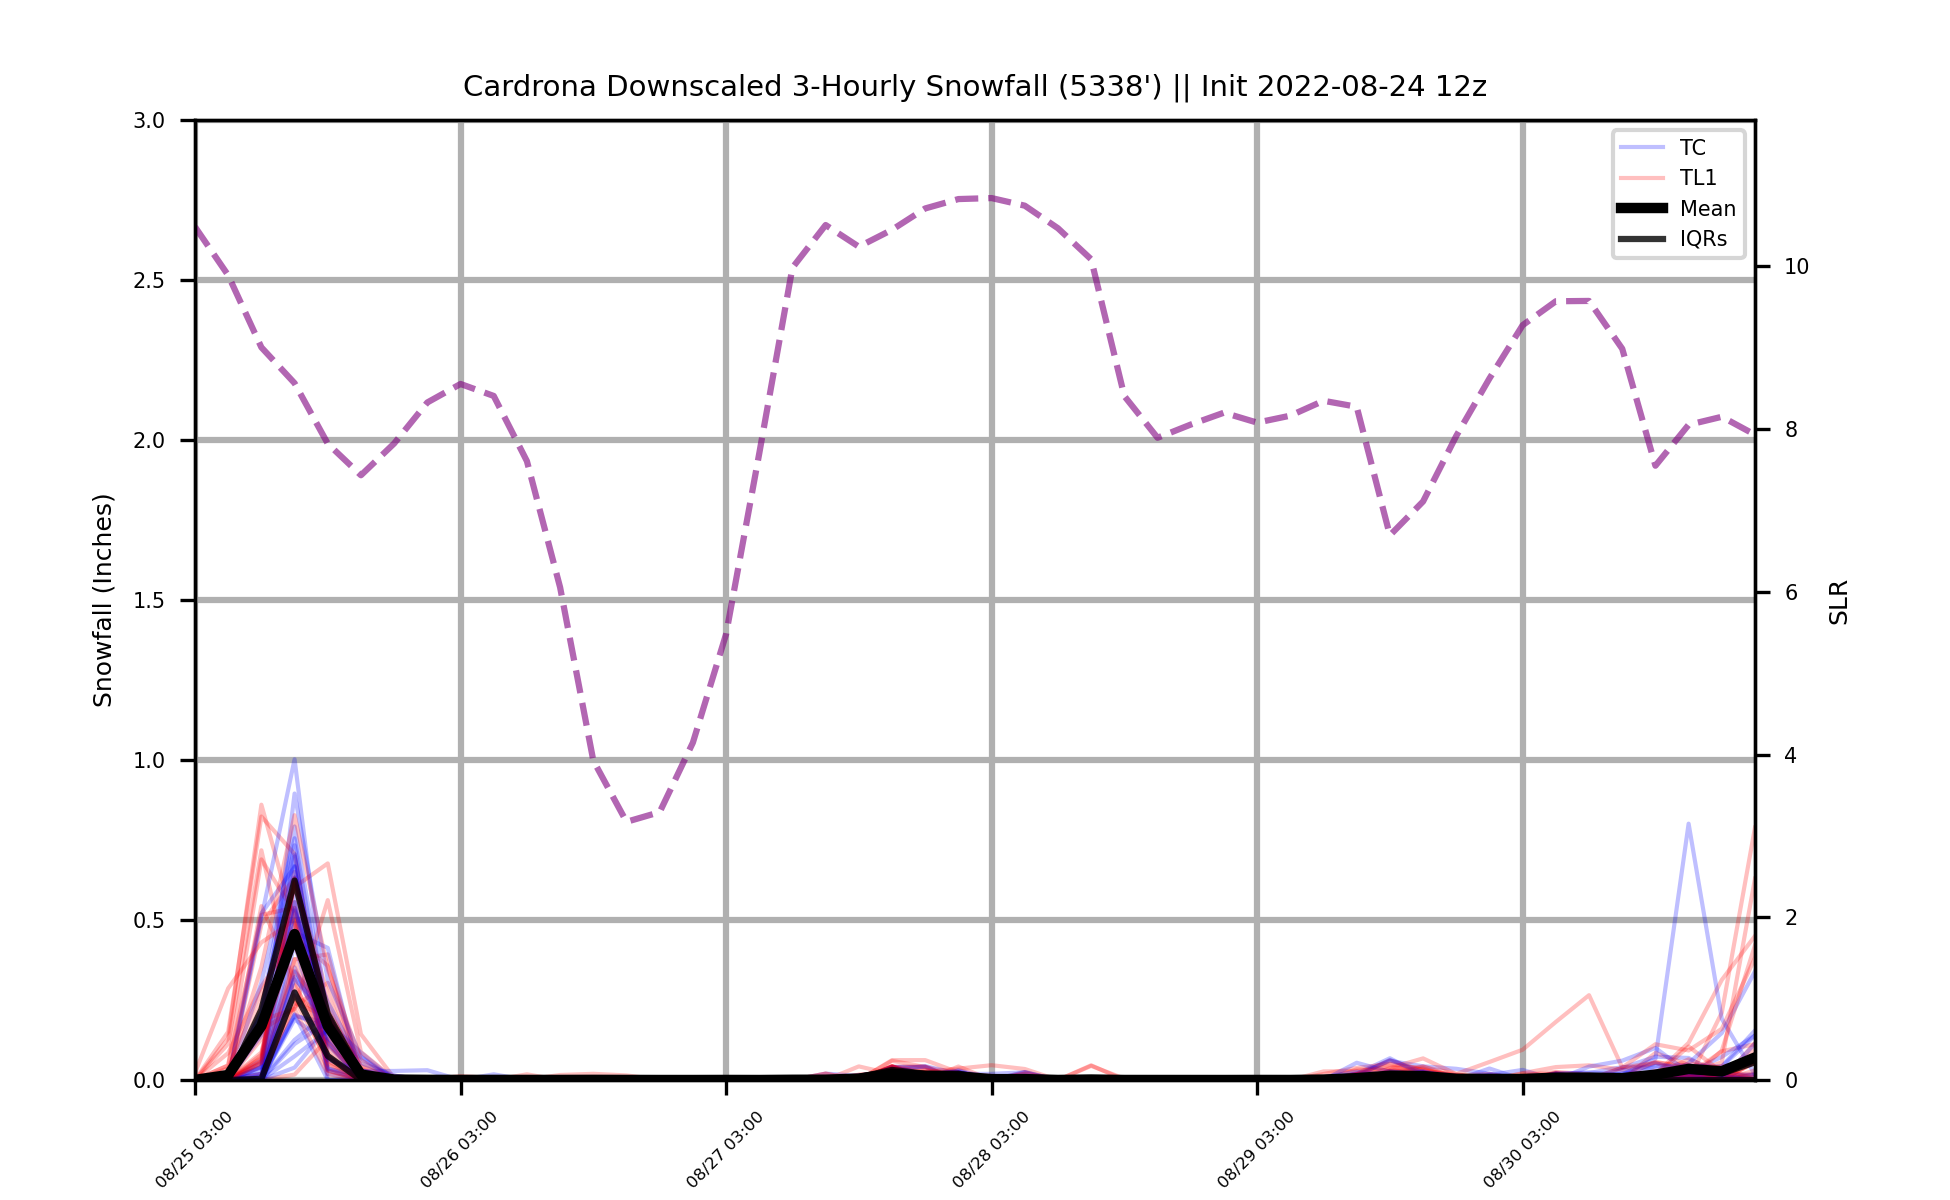 Cardrona Downscaled 3-Hourly Snowfall (5338') || Init 2022-08-24 12z
TC
TL1
Mean
IQRs
Snowfall (Inches)
3.0
2.5
2.0
1.5
1.0
0.5
0.0
SLR
10
8
6
4
2
0
08/25 03:00
08/26 03:00
08/27 03:00
08/28 03:00
08/29 03:00
08/30 03:00